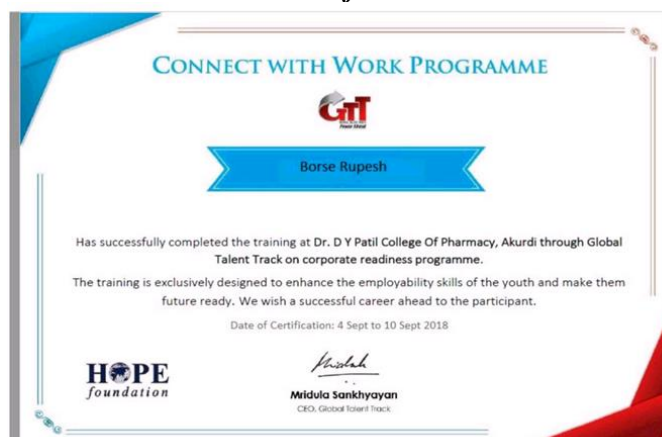 CONNECT WITH WORK PROGRAMME
GTT
Borse Rupesh
Has successfully completed the training at Dr. D Y Patil College Of Pharmacy, Akurdi through Global
Talent Track on corporate readiness programme.
The training is exclusively designed to enhance the employability skills of the youth and make them
future ready. We wish a successful career ahead to the participant.
Date of Certification: 4 Sept to 10 Sept 2018
HOPE
foundation
Mridula Sankhyayan
CEO, Global Talent Track